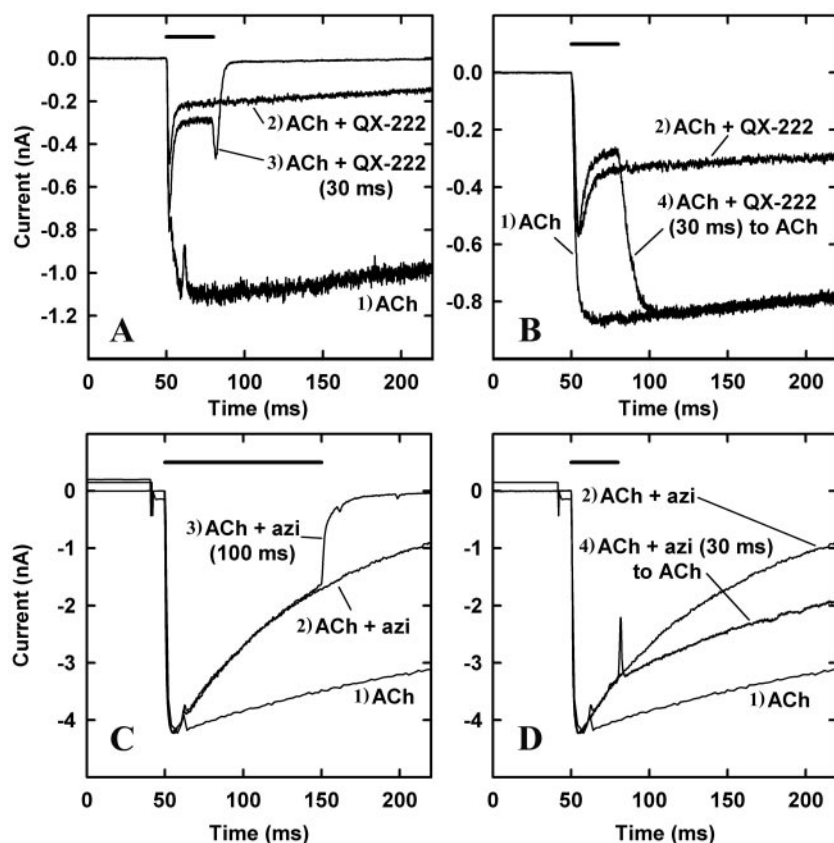 0.0
-0.2
-0.4
-0.6
-0.8
-1.0
-1.2
Current (nA)
2) ACh + QX-222
3) ACh + QX-222
(30 ms)
1) ACh
A
0 50 100 150 200
Time (ms)
0.0
-0.2
-0.4
-0.6
-0.8
2) ACh + QX-222
4) ACh + QX-222
(30 ms) to ACh
1) ACh
B
0 50 100 150 200
Time (ms)
0
-1
-2
-3
-4
Current (nA)
3) ACh + azi
(100 ms)
2) ACh + azi
1) ACh
C
0 50 100 150 200
Time (ms)
0
-1
-2
-3
-4
2) ACh + azi
4) ACh + azi (30 ms)
to ACh
1) ACh
D
0 50 100 150 200
Time (ms)